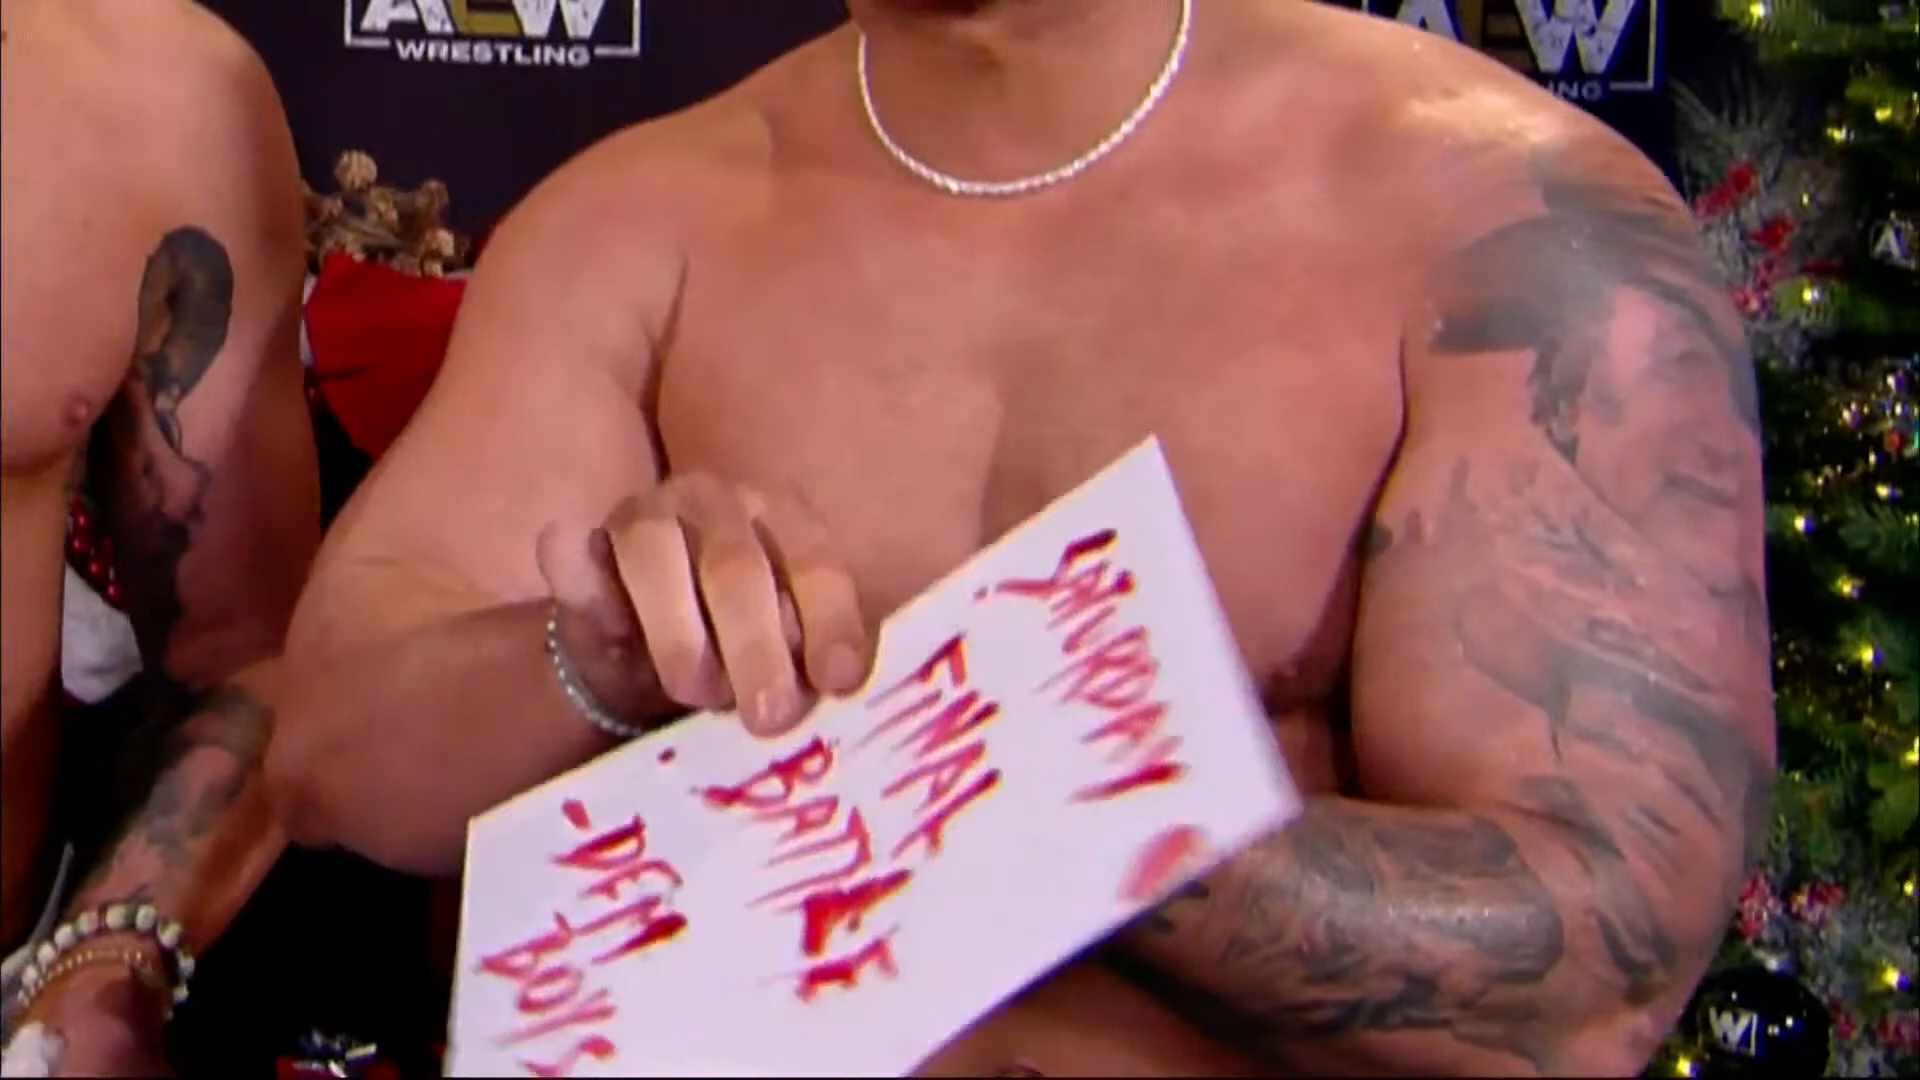 AEW
WRESTLING
AEW
SATURDAY
FINAL
BATTLE
-DEM
BOYS